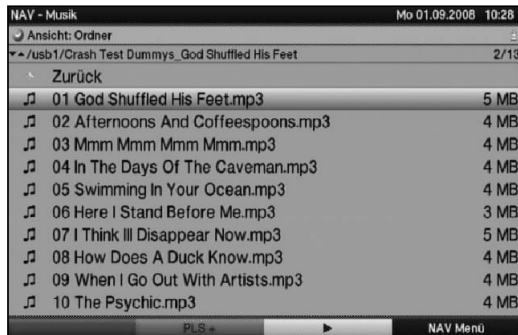 NAV - Musik Mo 01.09.2008 10:28
Ansicht: Ordner
/usb1/Crash Test Dummys_God Shuffled His Feet 2/13
Zurück
01 God Shuffled His Feet.mp3 5 MB
02 Afternoons And Coffeespoons.mp3 4 MB
03 Mmm Mmm Mmm Mmm.mp3 4 MB
04 In The Days Of The Caveman.mp3 4 MB
05 Swimming In Your Ocean.mp3 4 MB
06 Here I Stand Before Me.mp3 3 MB
07 I Think Ill Disappear Now.mp3 5 MB
08 How Does A Duck Know.mp3 4 MB
09 When I Go Out With Artists.mp3 4 MB
10 The Psychic.mp3 4 MB
PLS+ NAV Menü